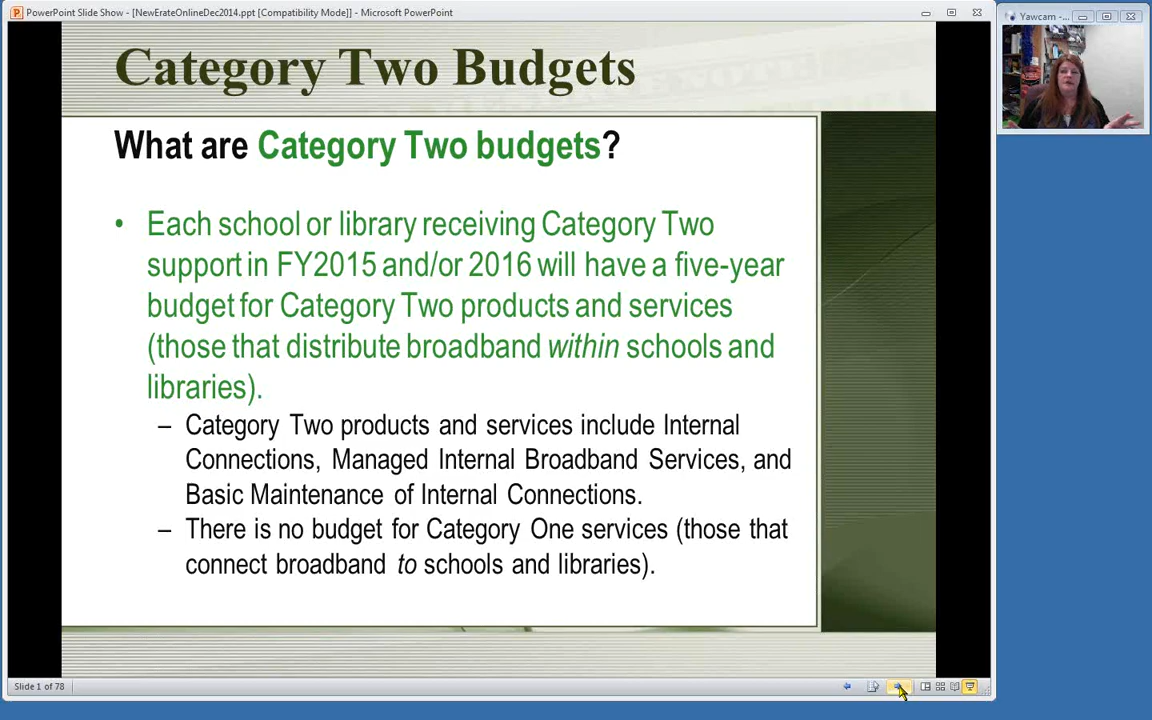 PowerPoint Slide Show - [NewErateOnlineDec2014.ppt [Compatibility Mode]] - Microsoft PowerPoint
Yawcam -...
Category Two Budgets
What are Category Two budgets?
• Each school or library receiving Category Two
support in FY2015 and/or 2016 will have a five-year
budget for Category Two products and services
(those that distribute broadband within schools and
libraries).
– Category Two products and services include Internal
Connections, Managed Internal Broadband Services, and
Basic Maintenance of Internal Connections.
– There is no budget for Category One services (those that
connect broadband to schools and libraries).
Slide 1 of 78